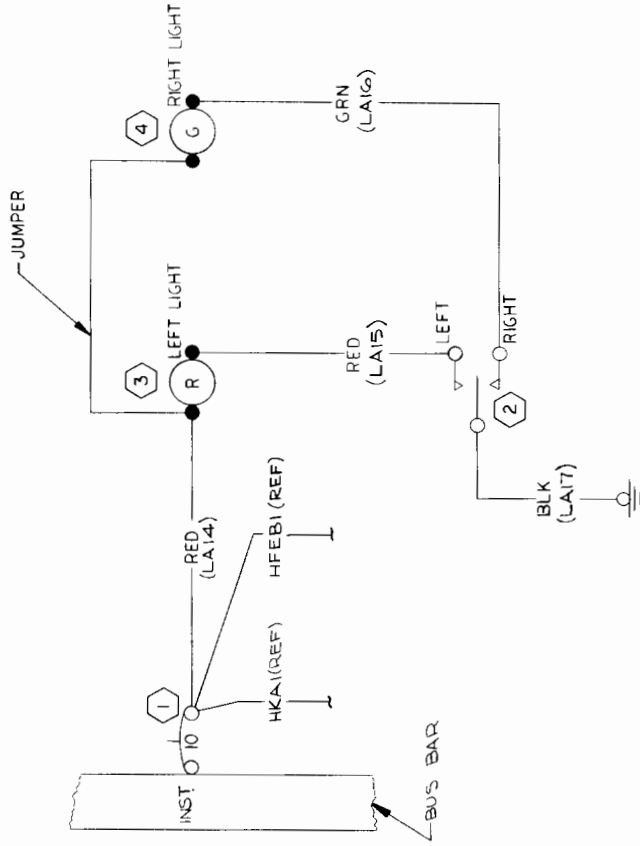 JUMPER
RIGHT LIGHT
4
G
GRN
(LA16)
LEFT LIGHT
3
R
RED
(LA15)
LEFT
RIGHT
2
RED
(LA14)
HFEB1 (REF)
BLK
(LA17)
1
HKA1(REF)
10
INST
BUS BAR